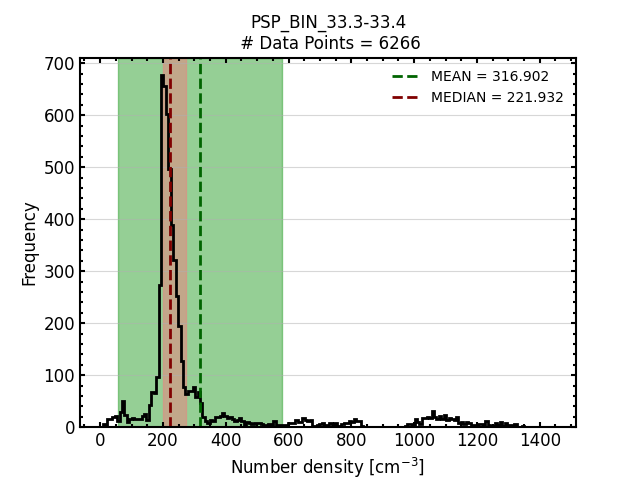 PSP_BIN_33.3-33.4
# Data Points = 6266
MEAN = 316.902
MEDIAN = 221.932
700
600
500
400
300
200
100
0
Frequency
0 200 400 600 800 1000 1200 1400
Number density [cm⁻³]